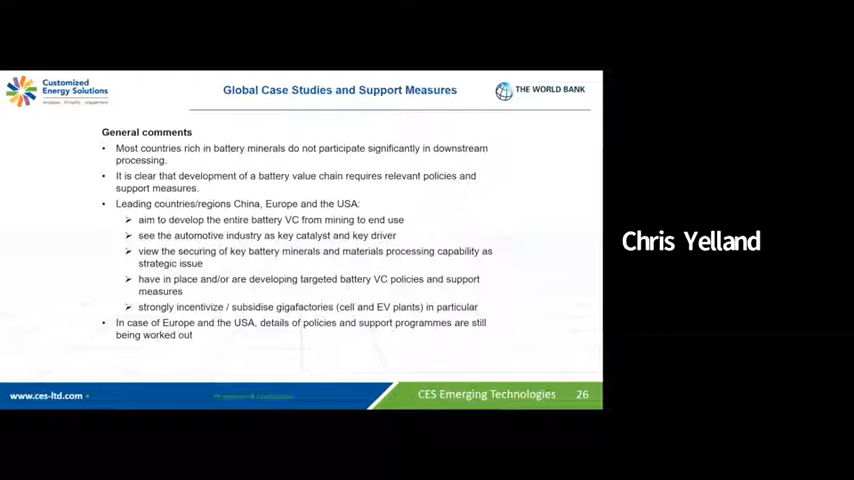 Customized
Energy Solutions
Global Case Studies and Support Measures
THE WORLD BANK
General comments
• Most countries rich in battery minerals do not participate significantly in downstream
processing.
• It is clear that development of a battery value chain requires relevant policies and
support measures.
• Leading countries/regions China, Europe and the USA:
➢ aim to develop the entire battery VC from mining to end use
➢ see the automotive industry as key catalyst and key driver
➢ view the securing of key battery minerals and materials processing capability as
strategic issue
➢ have in place and/or are developing targeted battery VC policies and support
measures
➢ strongly incentivize / subsidise gigafactories (cell and EV plants) in particular
• In case of Europe and the USA, details of policies and support programmes are still
being worked out
Chris Yelland
www.ces-ltd.com
CES Emerging Technologies 26